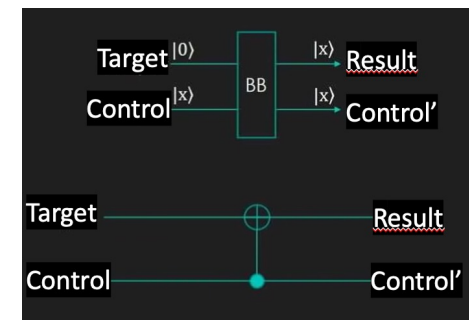 Target |0⟩ |x⟩ Result
BB
Control |x⟩ |x⟩ Control’
Target Result
Control Control’